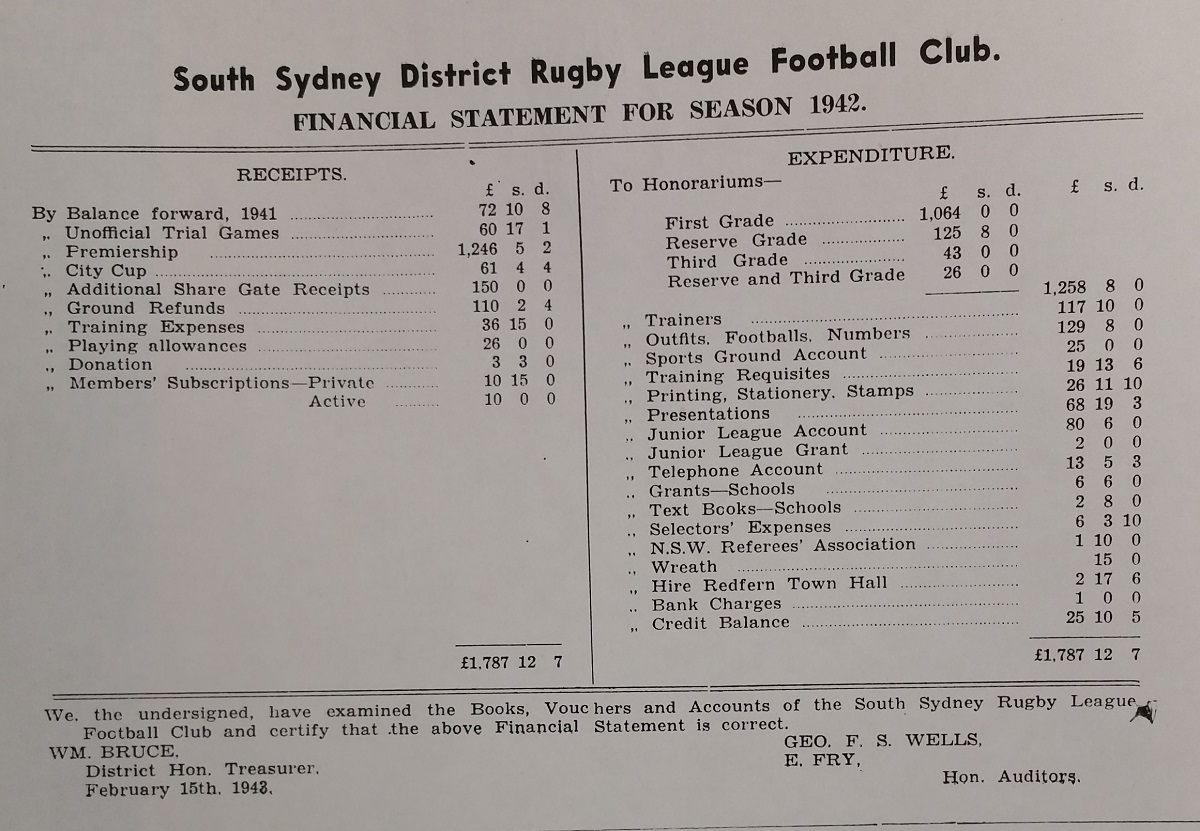 South Sydney District Rugby League Football Club.
FINANCIAL STATEMENT FOR SEASON 1942.
RECEIPTS.
£ s. d.
By Balance forward, 1941 72 10 8
„ Unofficial Trial Games 60 17 1
„ Premiership 1,246 5 2
„ City Cup 61 4 4
„ Additional Share Gate Receipts 150 0 0
„ Ground Refunds 110 2 4
„ Training Expenses 36 15 0
„ Playing allowances 26 0 0
„ Donation 3 3 0
„ Members' Subscriptions—Private 10 15 0
Active 10 0 0
£1,787 12 7
EXPENDITURE.
To Honorariums—
£ s. d. £ s. d.
First Grade 1,064 0 0
Reserve Grade 125 8 0
Third Grade 43 0 0
Reserve and Third Grade 26 0 0
1,258 8 0
„ Trainers 117 10 0
„ Outfits, Footballs, Numbers 129 8 0
„ Sports Ground Account 25 0 0
„ Training Requisites 19 13 6
„ Printing, Stationery, Stamps 26 11 10
„ Presentations 68 19 3
„ Junior League Account 80 6 0
„ Junior League Grant 2 0 0
„ Telephone Account 13 5 3
„ Grants—Schools 6 6 0
„ Text Books—Schools 2 8 0
„ Selectors' Expenses 6 3 10
„ N.S.W. Referees' Association 1 10 0
„ Wreath 15 0
„ Hire Redfern Town Hall 2 17 6
„ Bank Charges 1 0 0
„ Credit Balance 25 10 5
£1,787 12 7
We, the undersigned, have examined the Books, Vouchers and Accounts of the South Sydney Rugby League
Football Club and certify that the above Financial Statement is correct.
WM. BRUCE,
District Hon. Treasurer.
February 15th, 1943.
GEO. F. S. WELLS,
E. FRY,
Hon. Auditors.